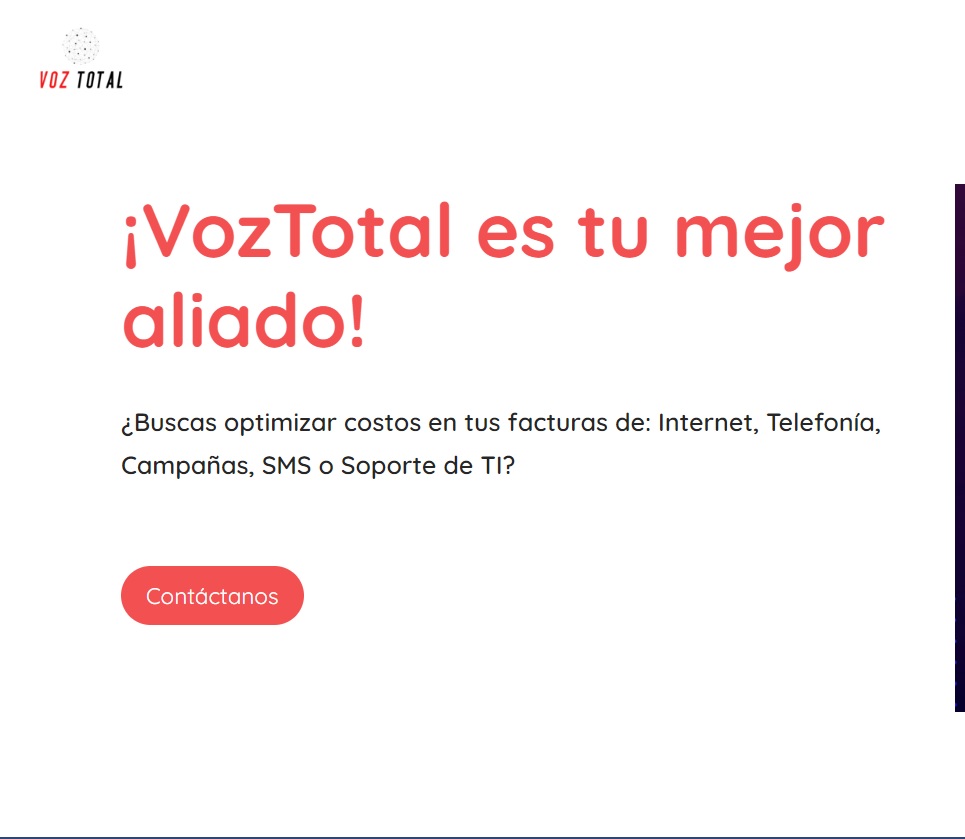 VOZ TOTAL
¡VozTotal es tu mejor
aliado!
¿Buscas optimizar costos en tus facturas de: Internet, Telefonía,
Campañas, SMS o Soporte de TI?
Contáctanos